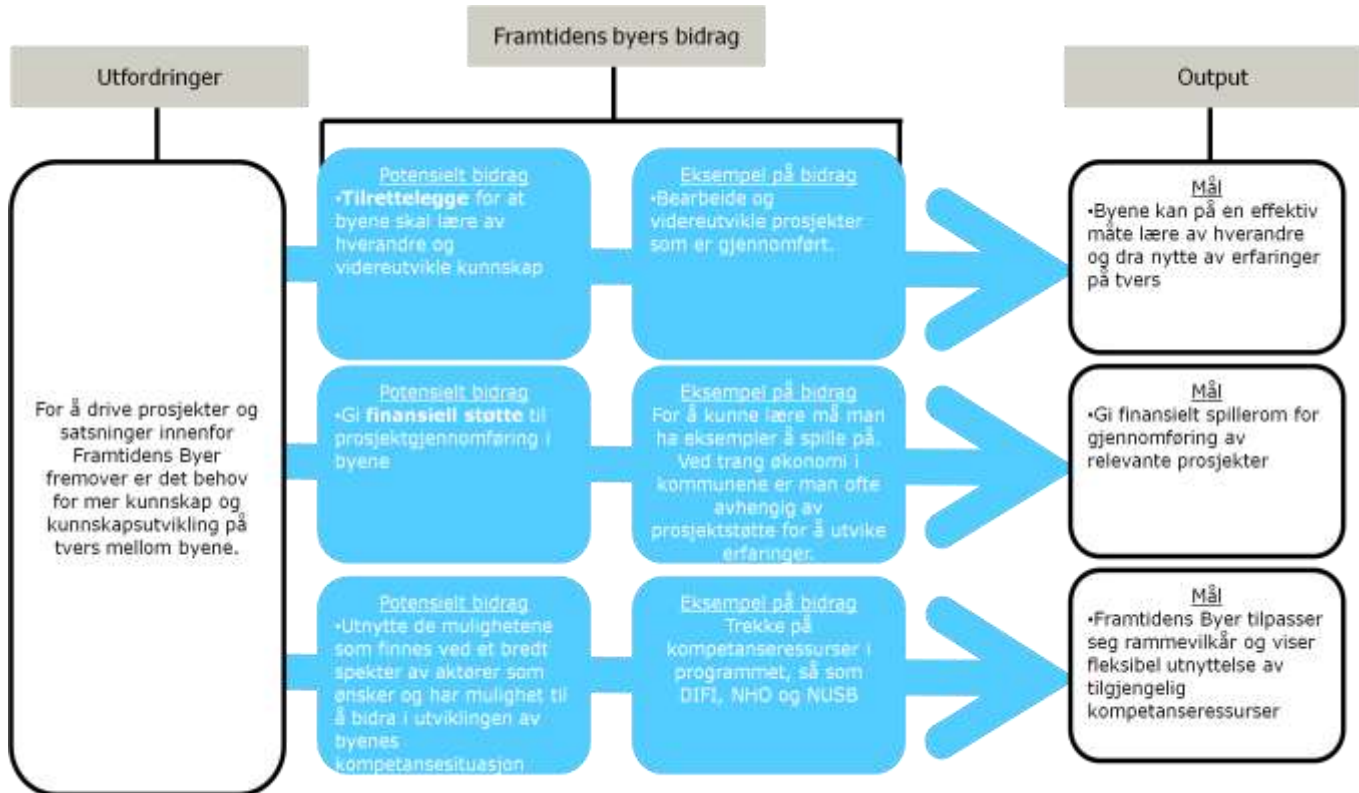 Framtidens byers bidrag
Utfordringer
Output
For å drive prosjekter og
satsninger innenfor
Framtidens Byer
fremover er det behov
for mer kunnskap og
kunnskapsutvikling på
tvers mellom byene.
Potensielt bidrag
•Tilrettelegge for at
byene skal lære av
hverandre og
videreutvikle kunnskap
Eksempel på bidrag
•Bearbeide og
videreutvikle prosjekter
som er gjennomført.
Mål
•Byene kan på en effektiv
måte lære av hverandre
og dra nytte av erfaringer
på tvers
Potensielt bidrag
•Gi finansiell støtte til
prosjektgjennomføring i
byene
Eksempel på bidrag
For å kunne lære må man
ha eksempler å spille på.
Ved trang økonomi i
kommunene er man ofte
avhengig av
prosjektstøtte for å utvike
erfaringer.
Mål
•Gi finansielt spillerom for
gjennomføring av
relevante prosjekter
Potensielt bidrag
•Utnytte de mulighetene
som finnes ved et bredt
spekter av aktører som
ønsker og har mulighet til
å bidra i utviklingen av
byenes
kompetansesituasjon
Eksempel på bidrag
Trekke på
kompetanseressurser i
programmet, så som
DIFI, NHO og NUSB
Mål
•Framtidens Byer tilpasser
seg rammevilkår og viser
fleksibel utnyttelse av
tilgjengelig
kompetanseressurser